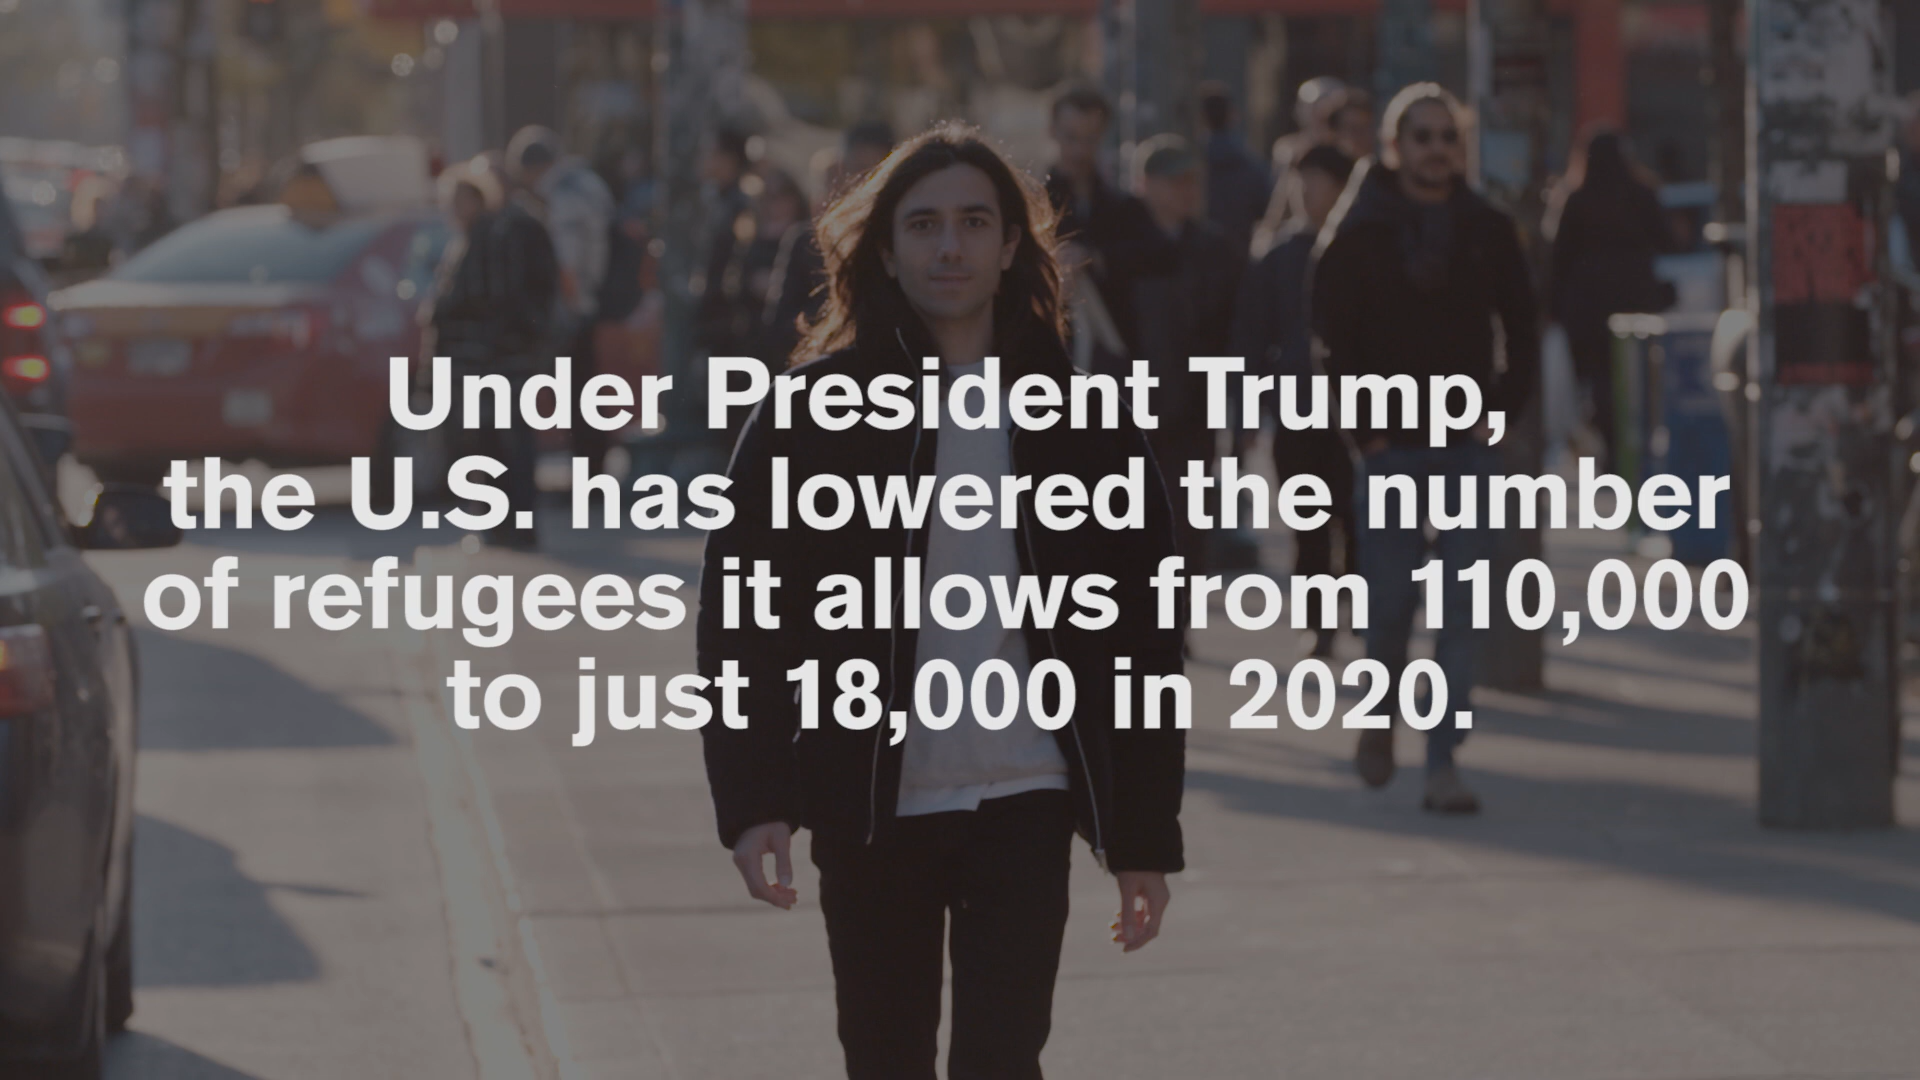 Under President Trump,
the U.S. has lowered the number
of refugees it allows from 110,000
to just 18,000 in 2020.